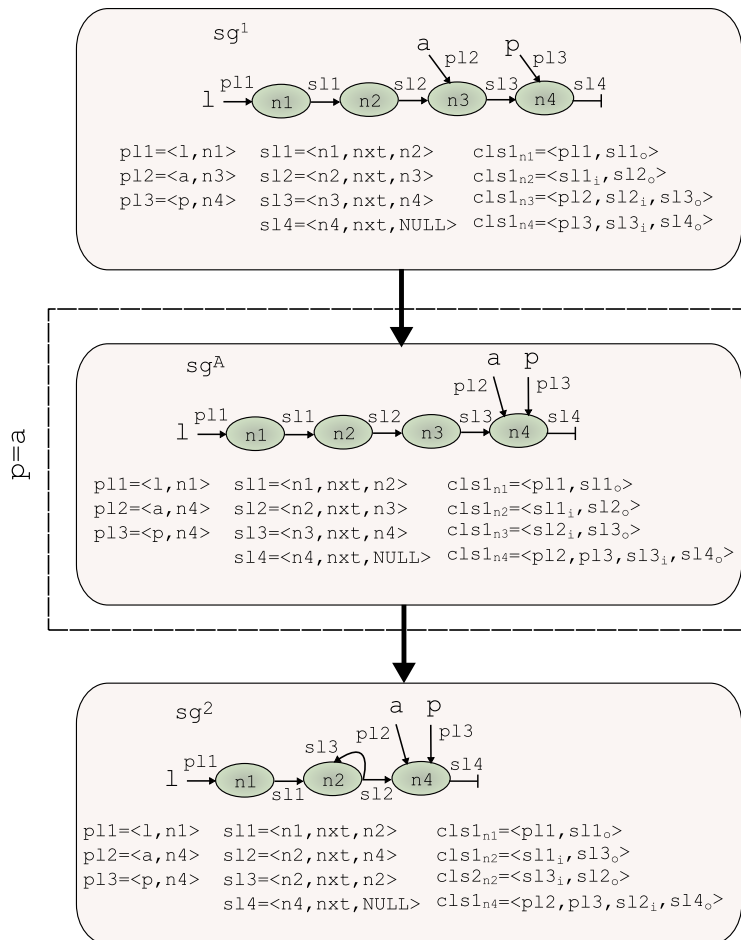 sg1
a
p
pl2
pl3
pl1
sl1
sl2
sl3
sl4
l
n1
n2
n3
n4
pl1=<l,n1> sl1=<n1,nxt,n2> cls1n1=<pl1,sl1o>
pl2=<a,n3> sl2=<n2,nxt,n3> cls1n2=<sl1i,sl2o>
pl3=<p,n4> sl3=<n3,nxt,n4> cls1n3=<pl2,sl2i,sl3o>
sl4=<n4,nxt,NULL> cls1n4=<pl3,sl3i,sl4o>
p=a
sgA
a
p
pl2
pl3
pl1
sl1
sl2
sl3
sl4
l
n1
n2
n3
n4
pl1=<l,n1> sl1=<n1,nxt,n2> cls1n1=<pl1,sl1o>
pl2=<a,n4> sl2=<n2,nxt,n3> cls1n2=<sl1i,sl2o>
pl3=<p,n4> sl3=<n3,nxt,n4> cls1n3=<sl2i,sl3o>
sl4=<n4,nxt,NULL> cls1n4=<pl2,pl3,sl3i,sl4o>
sg2
a
p
pl2
pl3
sl3
pl1
sl4
l
n1
n2
n4
sl1
sl2
pl1=<l,n1> sl1=<n1,nxt,n2> cls1n1=<pl1,sl1o>
pl2=<a,n4> sl2=<n2,nxt,n4> cls1n2=<sl1i,sl3o>
pl3=<p,n4> sl3=<n2,nxt,n2> cls2n2=<sl3i,sl2o>
sl4=<n4,nxt,NULL> cls1n4=<pl2,pl3,sl2i,sl4o>